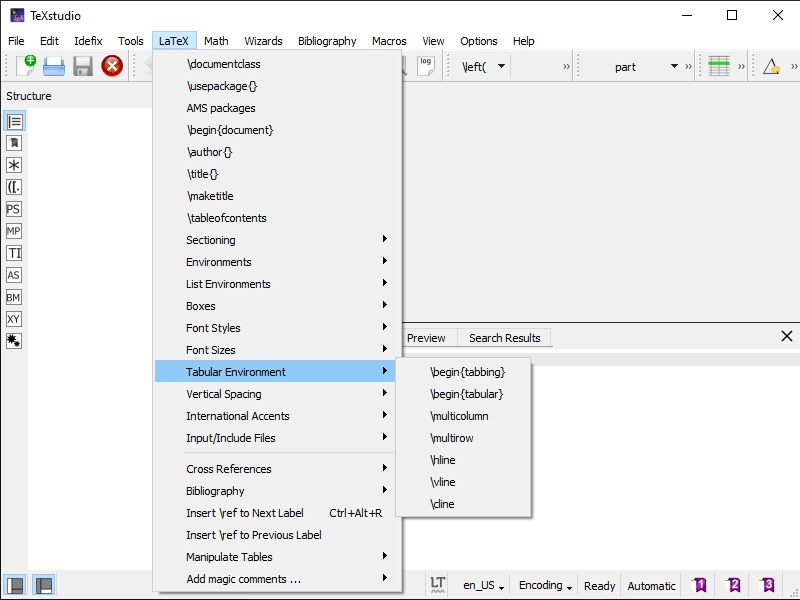 TeXstudio
File Edit Idefix Tools LaTeX Math Wizards Bibliography Macros View Options Help
log \left( part
Structure
\documentclass
\usepackage{}
AMS packages
\begin{document}
\author{}
\title{}
\maketitle
\tableofcontents
Sectioning
Environments
List Environments
Boxes
Font Styles
Font Sizes
Tabular Environment
Vertical Spacing
International Accents
Input/Include Files
Cross References
Bibliography
Insert \ref to Next Label Ctrl+Alt+R
Insert \ref to Previous Label
Manipulate Tables
Add magic comments ...
PS
MP
TI
AS
BM
XY
Preview Search Results
\begin{tabbing}
\begin{tabular}
\multicolumn
\multirow
\hline
\vline
\cline
LT en_US Encoding Ready Automatic 1 2 3